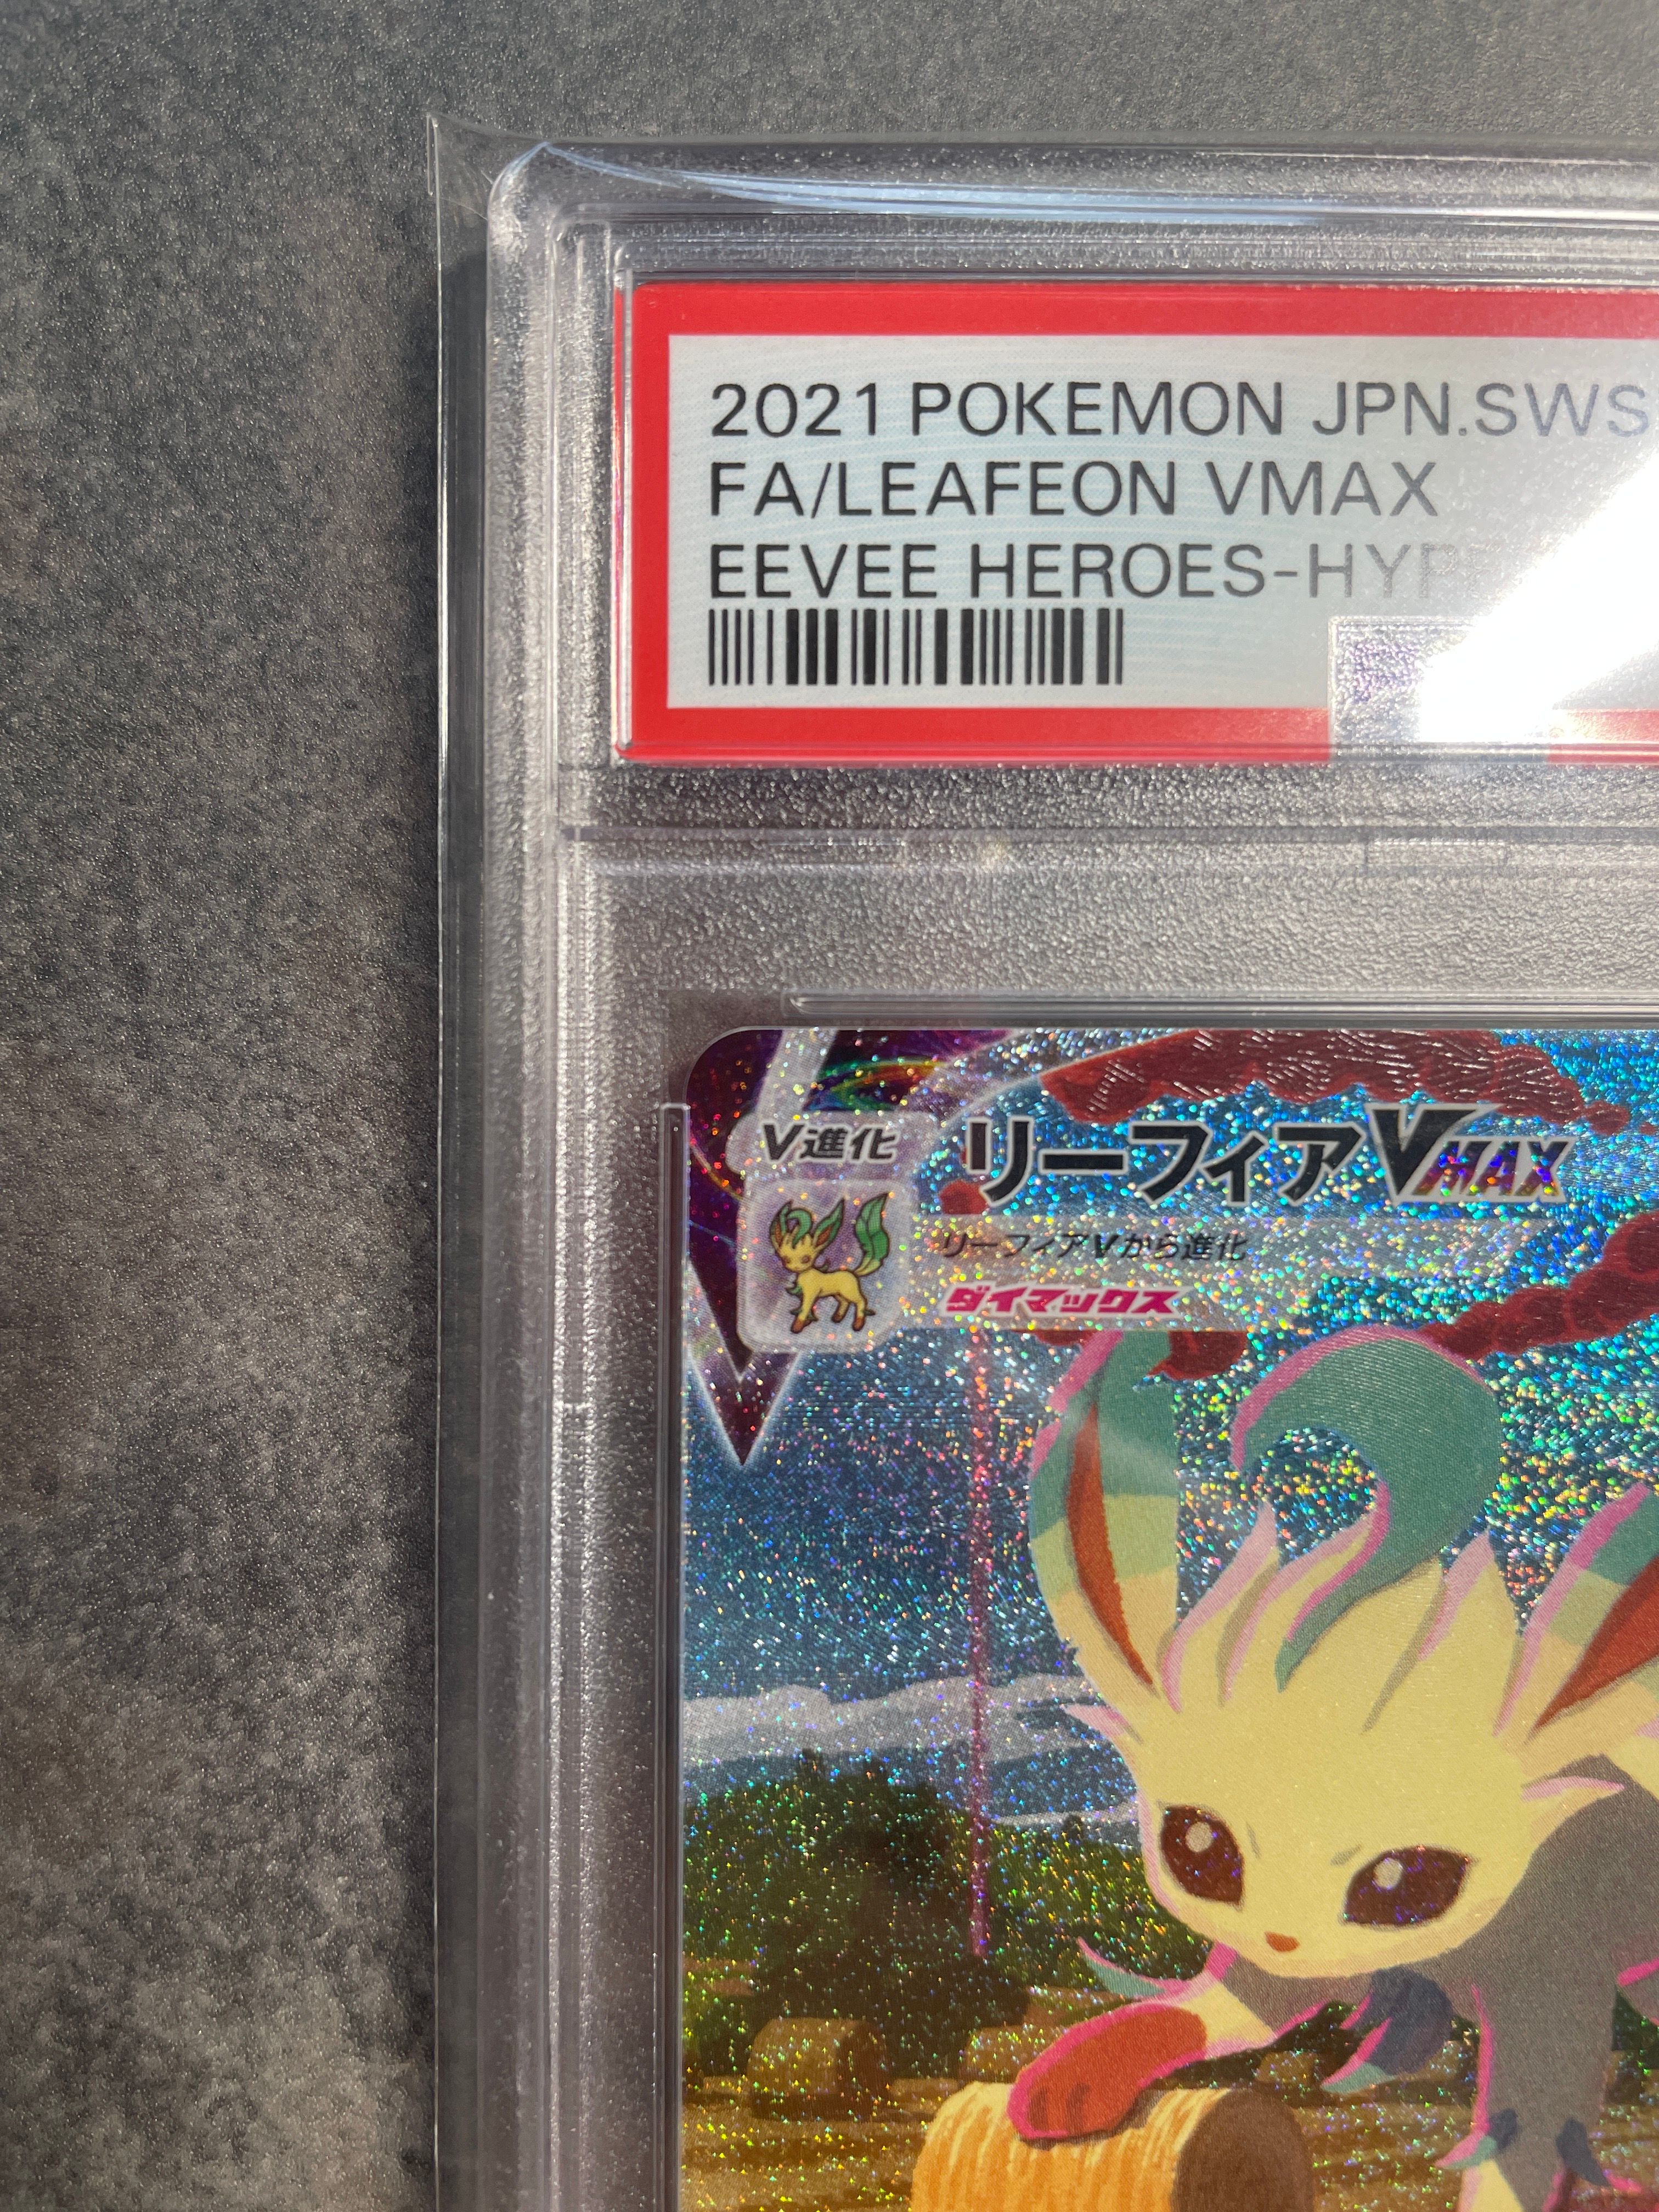 2021 POKEMON JPN.SWS
FA/LEAFEON VMAX
EEVEE HEROES-HYP
V進化
リーフィアVMAX
リーフィアVから進化
ダイマックス